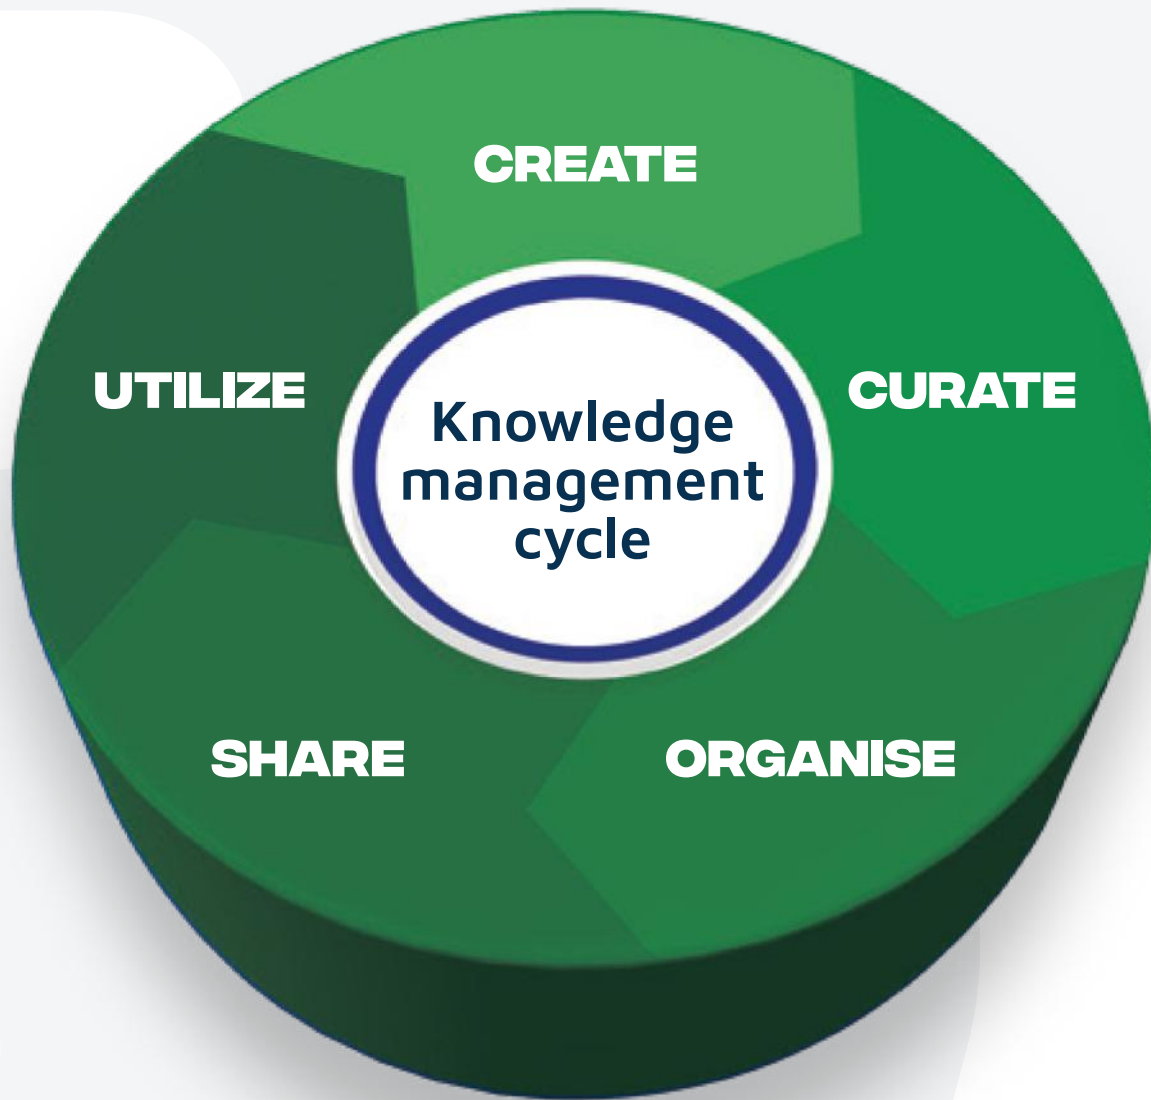 CREATE
CURATE
ORGANISE
SHARE
UTILIZE
Knowledge
management
cycle